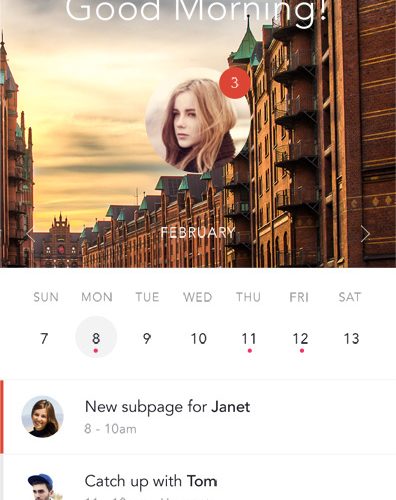 Good Morning!
3
FEBRUARY
SUN MON TUE WED THU FRI SAT
7 8 9 10 11 12 13
New subpage for Janet
8 - 10am
Catch up with Tom